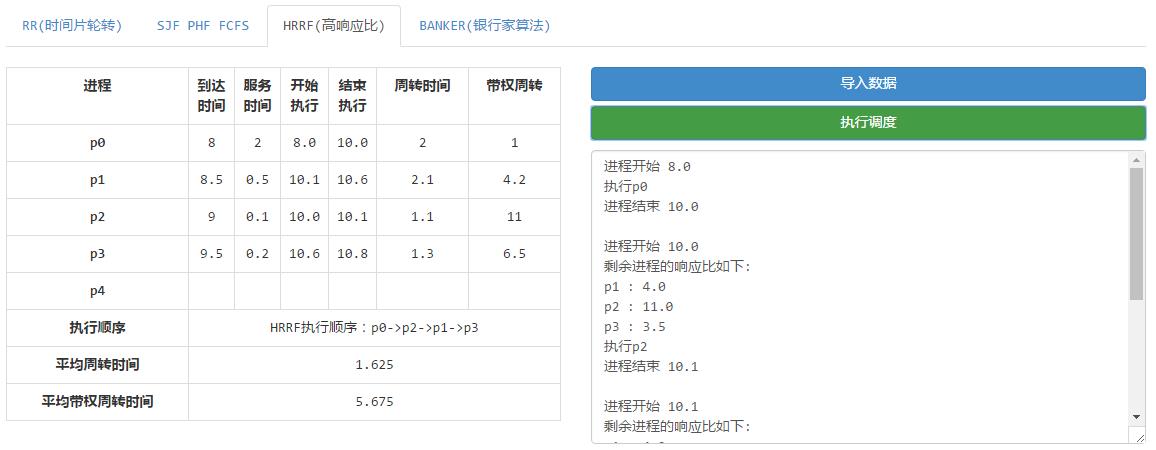 RR(时间片轮转) SJF PHF FCFS HRRF(高响应比) BANKER(银行家算法)
进程 到达时间 服务时间 开始执行 结束执行 周转时间 带权周转
p0 8 2 8.0 10.0 2 1
p1 8.5 0.5 10.1 10.6 2.1 4.2
p2 9 0.1 10.0 10.1 1.1 11
p3 9.5 0.2 10.6 10.8 1.3 6.5
p4
执行顺序 HRRF执行顺序：p0->p2->p1->p3
平均周转时间 1.625
平均带权周转时间 5.675
导入数据
执行调度
进程开始 8.0
执行p0
进程结束 10.0
进程开始 10.0
剩余进程的响应比如下:
p1 : 4.0
p2 : 11.0
p3 : 3.5
执行p2
进程结束 10.1
进程开始 10.1
剩余进程的响应比如下: